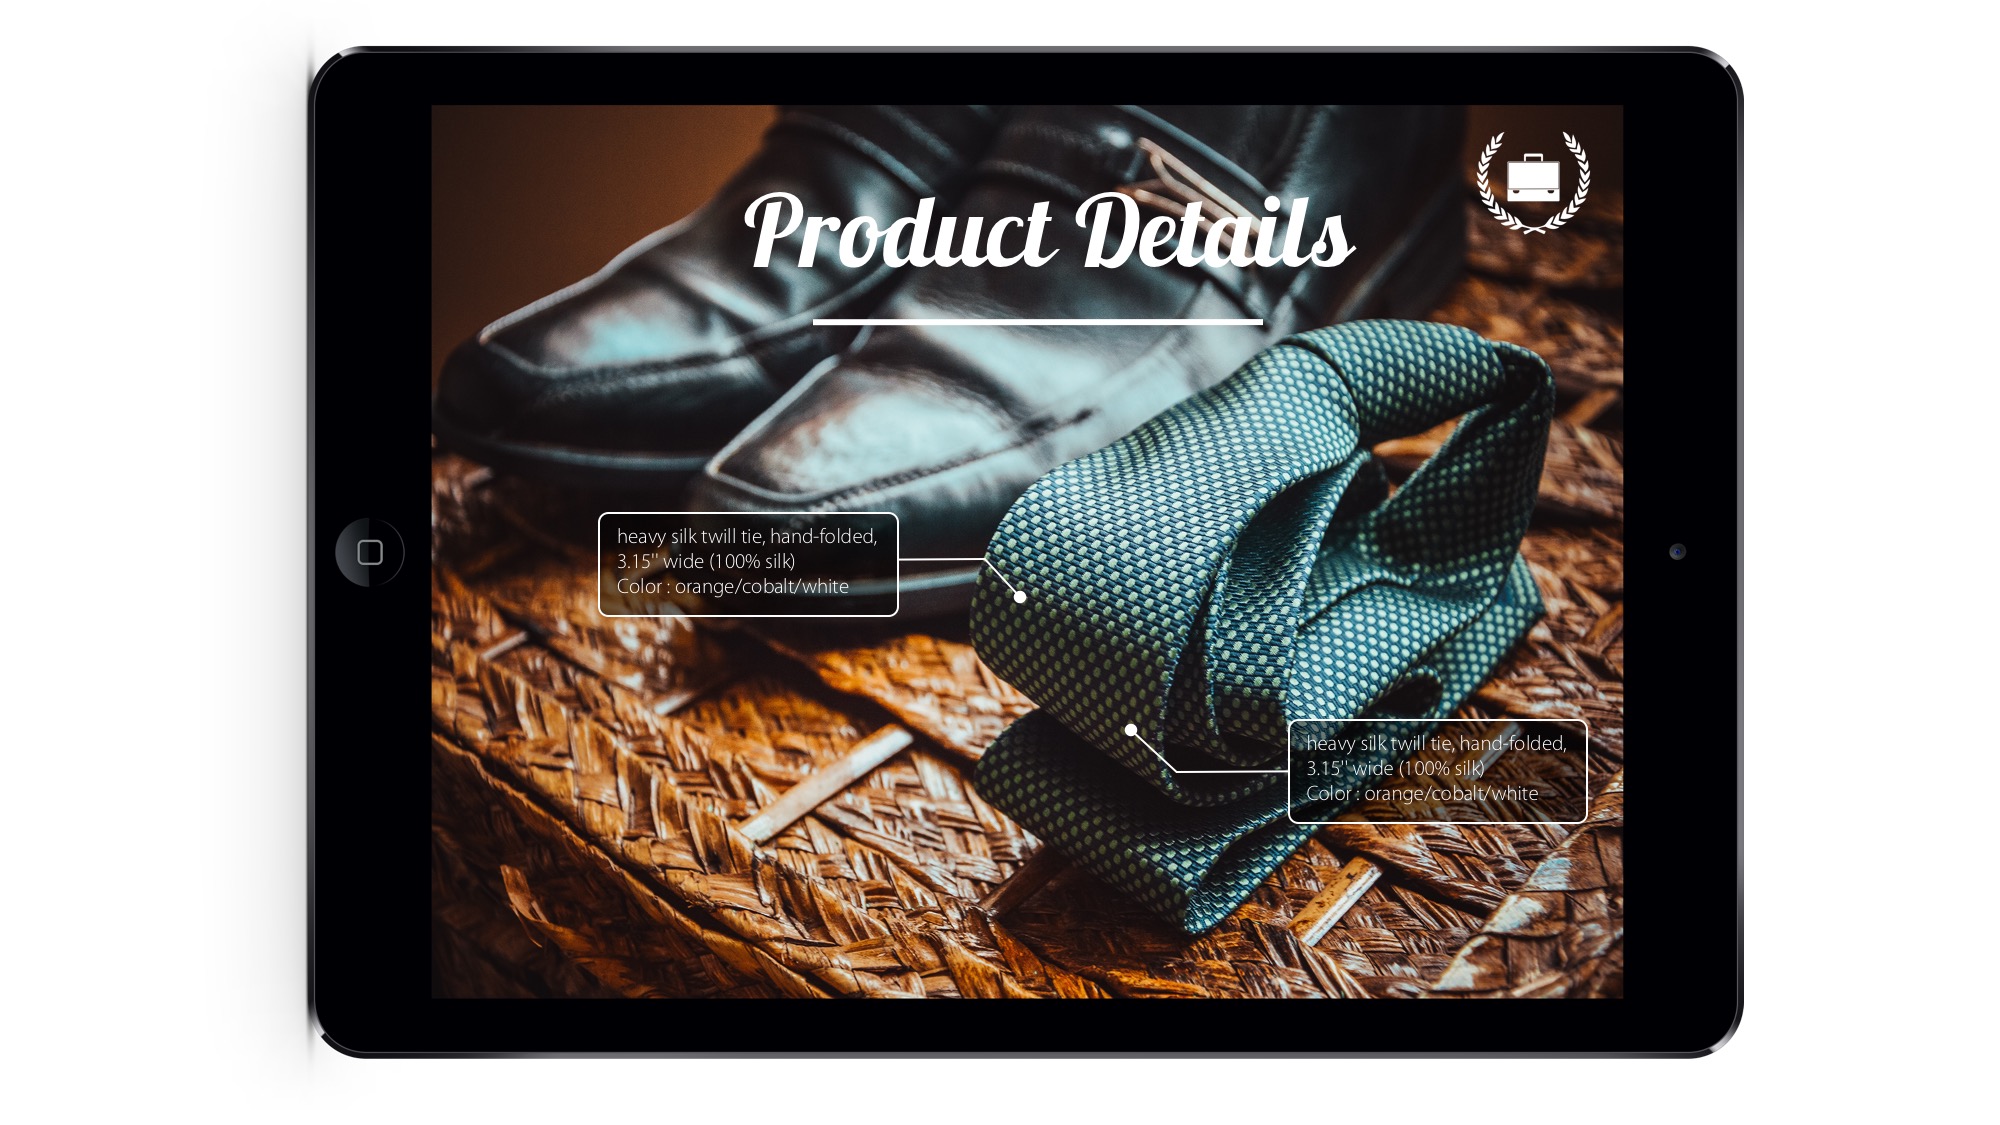 Product Details
heavy silk twill tie, hand-folded,
3.15'' wide (100% silk)
Color : orange/cobalt/white
heavy silk twill tie, hand-folded,
3.15'' wide (100% silk)
Color : orange/cobalt/white